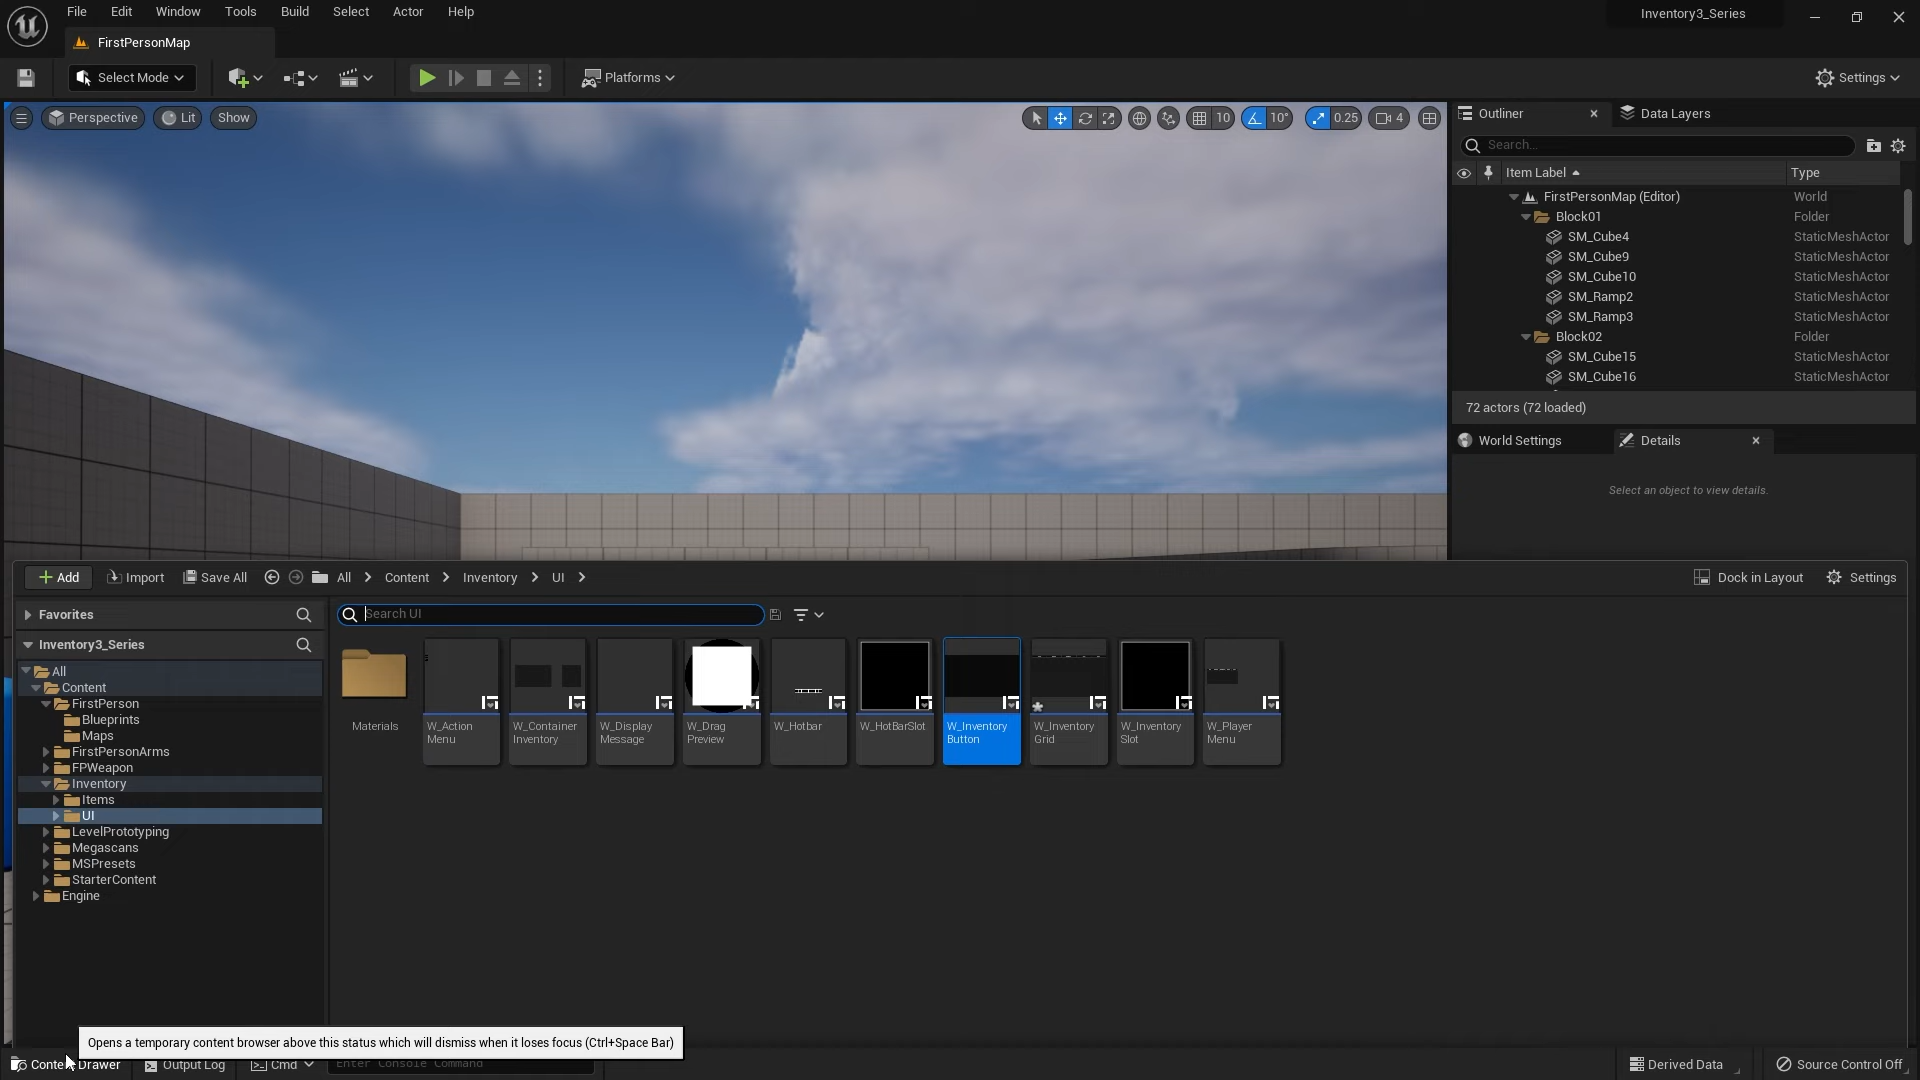 File Edit Window Tools Build Select Actor Help
Inventory3_Series
FirstPersonMap
Select Mode
Platforms
Settings
Perspective Lit Show
10 10° 0.25 4
Outliner
Data Layers
Search...
Item Label Type
FirstPersonMap (Editor) World
Block01 Folder
SM_Cube4 StaticMeshActor
SM_Cube9 StaticMeshActor
SM_Cube10 StaticMeshActor
SM_Ramp2 StaticMeshActor
SM_Ramp3 StaticMeshActor
Block02 Folder
SM_Cube15 StaticMeshActor
SM_Cube16 StaticMeshActor
72 actors (72 loaded)
World Settings
Details
Select an object to view details.
Add Import Save All All Content Inventory UI
Dock in Layout Settings
Favorites
Search UI
Inventory3_Series
All
Content
FirstPerson
Blueprints
Maps
FirstPersonArms
FPWeapon
Inventory
Items
UI
LevelPrototyping
Megascans
MSPresets
StarterContent
Engine
Materials
W_Action
Menu
W_Container
Inventory
W_Display
Message
W_Drag
Preview
W_Hotbar
W_HotBarSlot
W_Inventory
Button
W_Inventory
Grid
W_Inventory
Slot
W_Player
Menu
Opens a temporary content browser above this status which will dismiss when it loses focus (Ctrl+Space Bar)
Drawer
Output Log
Cmd
Enter Console Command
Derived Data
Source Control Off